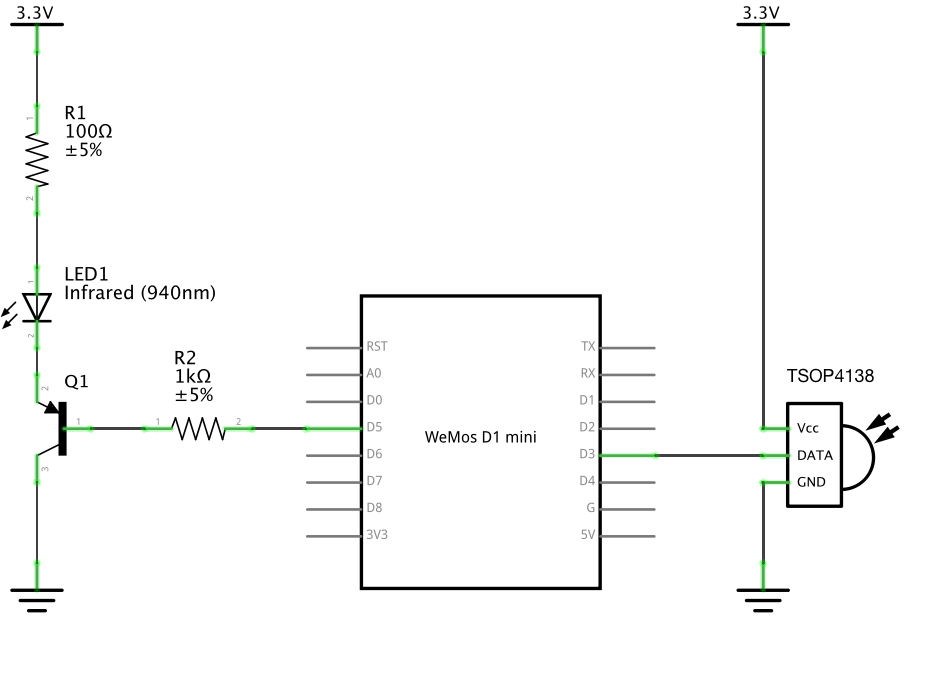 3.3V
3.3V
1
R1
100Ω
±5%
2
1
LED1
Infrared (940nm)
2
2
Q1
1
3
R2
1kΩ
±5%
1
2
RST
A0
D0
D5
D6
D7
D8
3V3
WeMos D1 mini
TX
RX
D1
D2
D3
D4
G
5V
TSOP4138
Vcc
DATA
GND